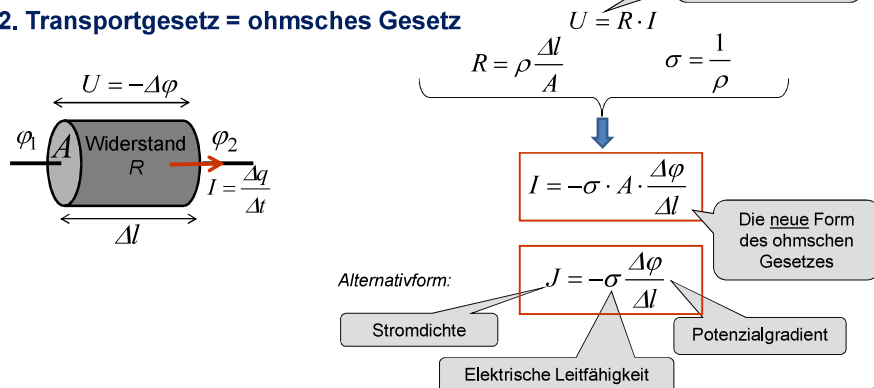 2. Transportgesetz = ohmsches Gesetz
U = R · I
R = ρ Δl/A
σ = 1/ρ
U = −Δφ
φ₁
A
Widerstand
R
φ₂
I = Δq/Δt
Δl
I = −σ · A · Δφ/Δl
Die neue Form
des ohmschen
Gesetzes
Alternativform:
J = −σ Δφ/Δl
Stromdichte
Potenzialgradient
Elektrische Leitfähigkeit